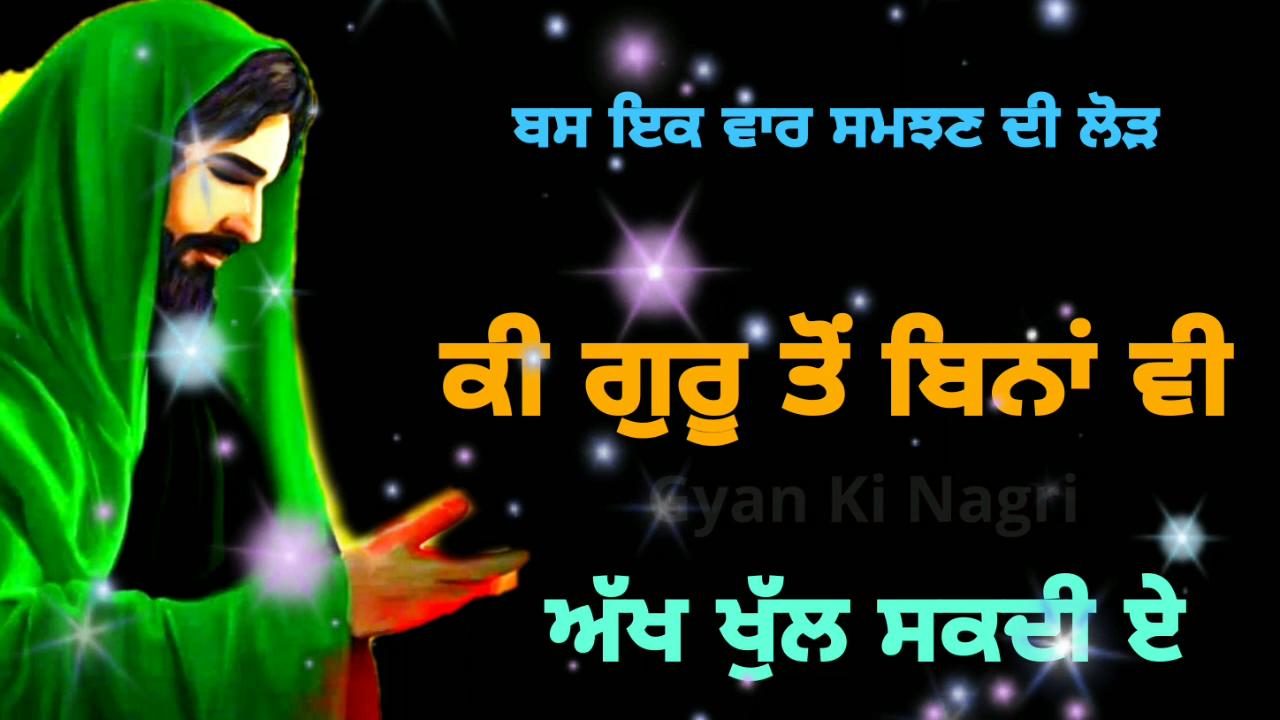 ਬਸ ਇਕ ਵਾਰ ਸਮਝਣ ਦੀ ਲੋੜ
ਕੀ ਗੁਰੂ ਤੋਂ ਬਿਨਾਂ ਵੀ
Gyan Ki Nagri
ਅੱਖ ਖੁੱਲ ਸਕਦੀ ਏ